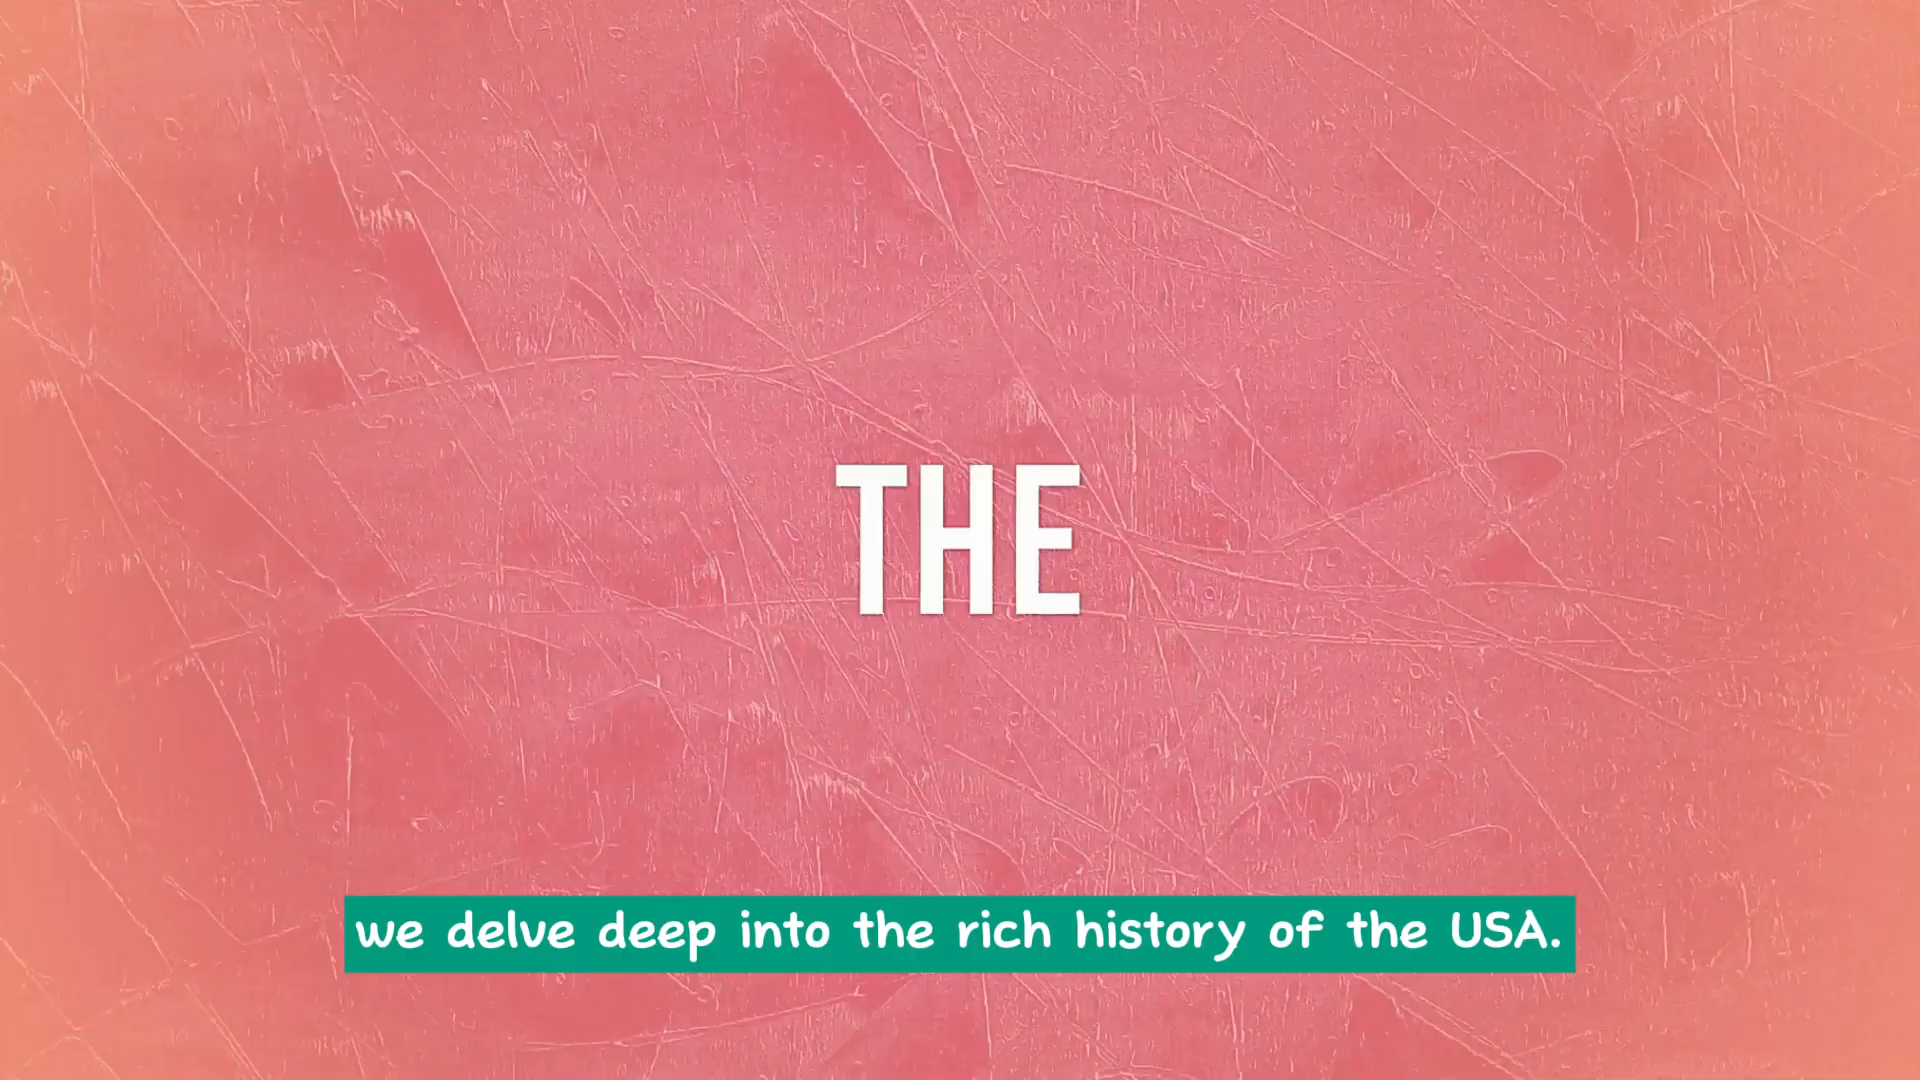 THE
we delve deep into the rich history of the USA.